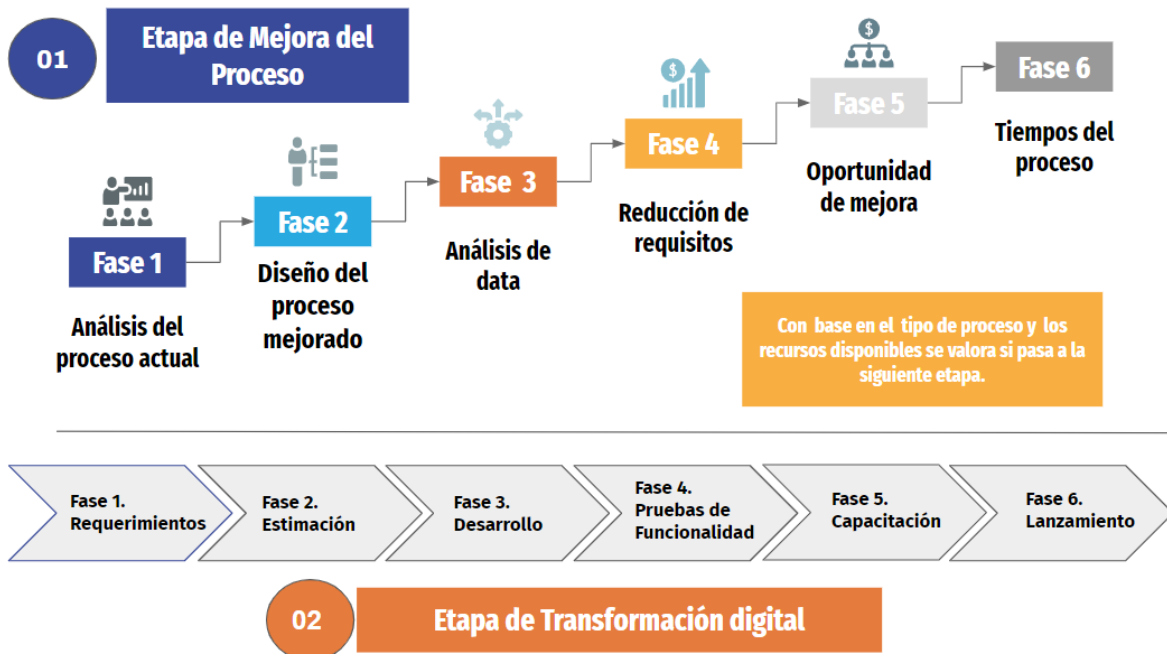 01
Etapa de Mejora del
Proceso
Fase 1
Análisis del
proceso actual
Fase 2
Diseño del
proceso
mejorado
Fase 3
Análisis de
data
Fase 4
Reducción de
requisitos
Fase 5
Oportunidad
de mejora
Fase 6
Tiempos del
proceso
Con base en el tipo de proceso y los
recursos disponibles se valora si pasa a la
siguiente etapa.
Fase 1.
Requerimientos
Fase 2.
Estimación
Fase 3.
Desarrollo
Fase 4.
Pruebas de
Funcionalidad
Fase 5.
Capacitación
Fase 6.
Lanzamiento
02
Etapa de Transformación digital